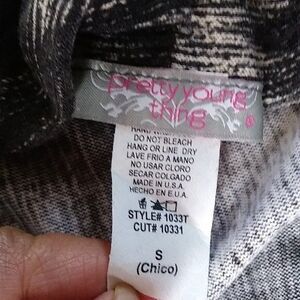 pretty young
thing ®
HAND WASH
DO NOT BLEACH
HANG OR LINE DRY
LAVE FRIO A MANO
NO USAR CLORO
SECAR COLGADO
MADE IN U.S.A.
HECHO EN E.U.A.
STYLE# 1033T
CUT# 10331
S
(Chico)